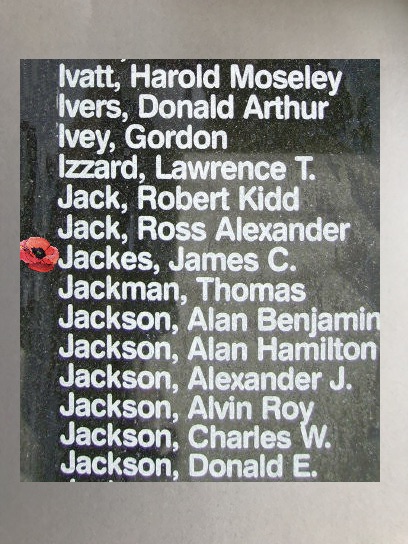 Ivatt, Harold Moseley
Ivers, Donald Arthur
Ivey, Gordon
Izzard, Lawrence T.
Jack, Robert Kidd
Jack, Ross Alexander
Jackes, James C.
Jackman, Thomas
Jackson, Alan Benjamin
Jackson, Alan Hamilton
Jackson, Alexander J.
Jackson, Alvin Roy
Jackson, Charles W.
Jackson, Donald E.